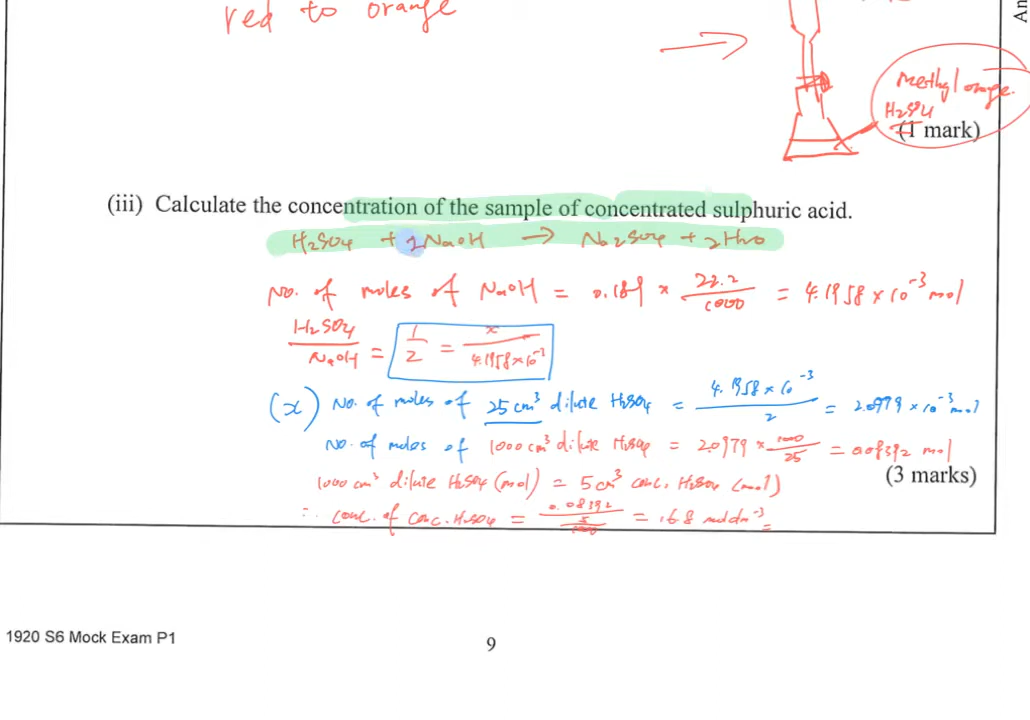 red to orange
An
Methyl orange.
H2SO4
(1 mark)
(iii) Calculate the concentration of the sample of concentrated sulphuric acid.
H2SO4 + 2NaOH → Na2SO4 + 2H2O
No. of moles of NaOH = 0.189 × 22.2/1000 = 4.1958 × 10^-3 mol
H2SO4/NaOH = 1/2 = x/4.1958×10^-3
(x) No. of moles of 25 cm³ dilute H2SO4 = 4.1958 × 10^-3/2 = 2.0979 × 10^-3 mol
No. of moles of 1000 cm³ dilute H2SO4 = 2.0979 × 1000/25 = 0.08392 mol
(3 marks)
1000 cm³ dilute H2SO4 (mol) = 5 cm³ conc. H2SO4 (mol)
∴ conc. of conc. H2SO4 = 0.08392/5/1000 = 16.8 mol dm^-3
1920 S6 Mock Exam P1
9